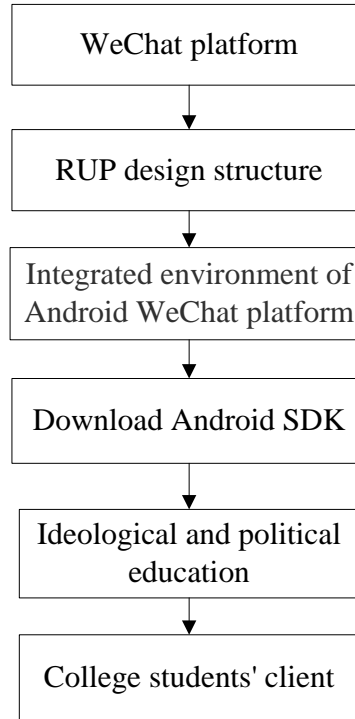 WeChat platform
RUP design structure
Integrated environment of
Android WeChat platform
Download Android SDK
Ideological and political
education
College students' client